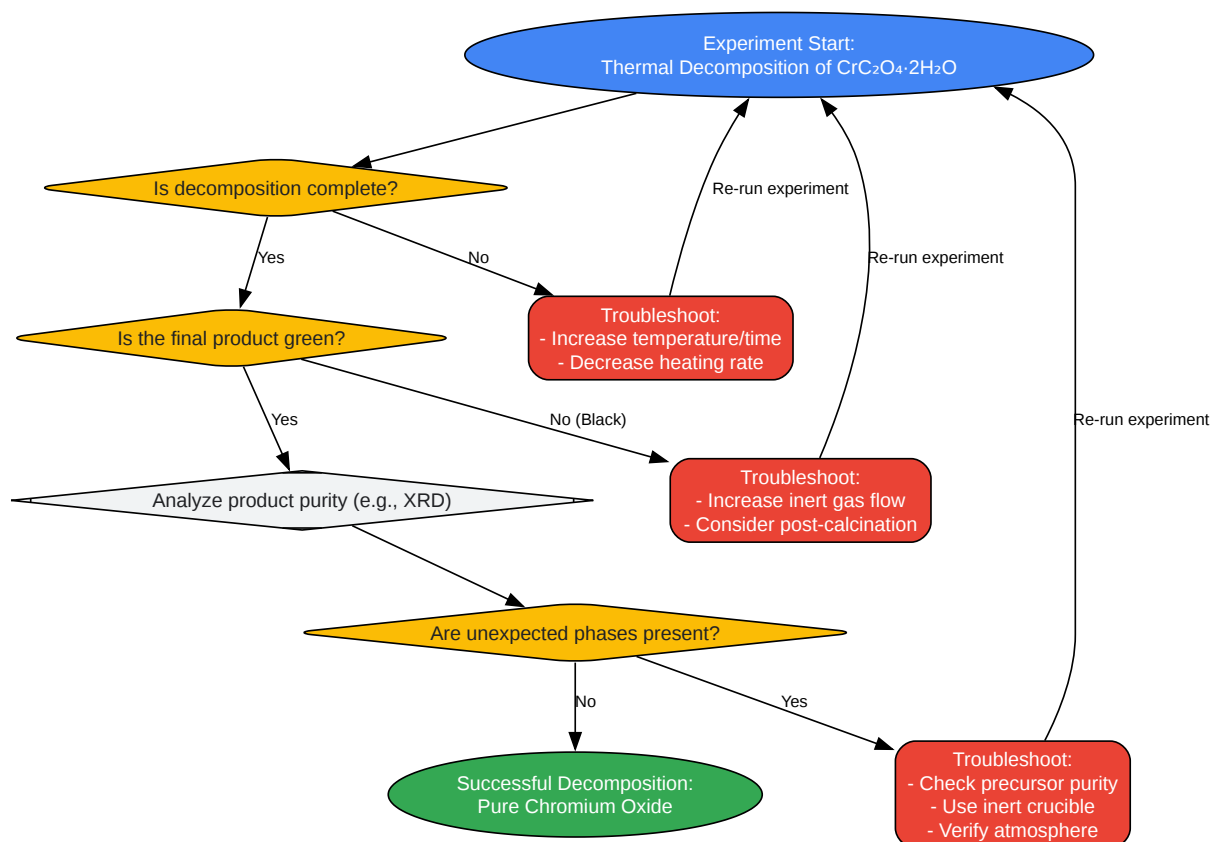 Experiment Start:
Thermal Decomposition of CrC₂O₄·2H₂O
Is decomposition complete?
Re-run experiment
Re-run experiment
Yes
No
Troubleshoot:
- Increase temperature/time
- Decrease heating rate
Is the final product green?
Yes
No (Black)
Re-run experiment
Troubleshoot:
- Increase inert gas flow
- Consider post-calcination
Analyze product purity (e.g., XRD)
Are unexpected phases present?
No
Yes
Troubleshoot:
- Check precursor purity
- Use inert crucible
- Verify atmosphere
Successful Decomposition:
Pure Chromium Oxide